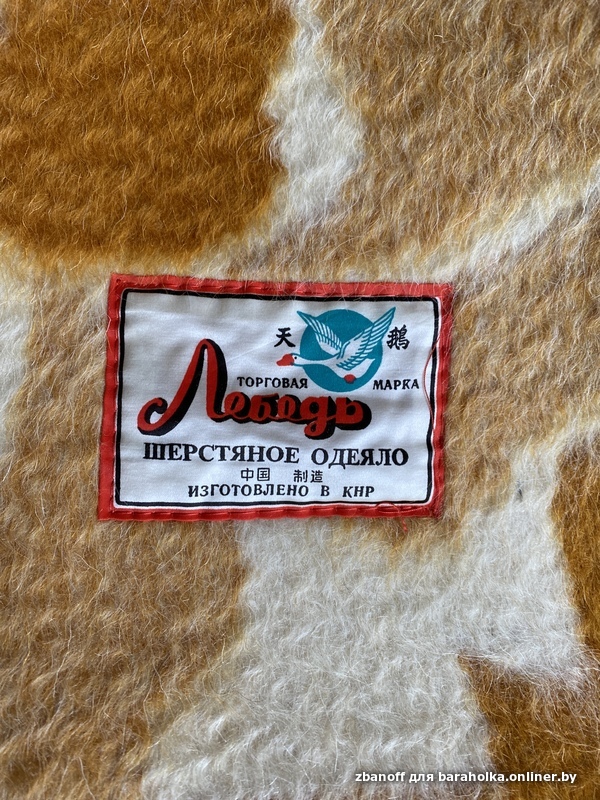 天 鹅
ТОРГОВАЯ МАРКА
Лебедь
ШЕРСТЯНОЕ ОДЕЯЛО
中国 制造
ИЗГОТОВЛЕНО В КНР
zbanoff для baraholka.onliner.by